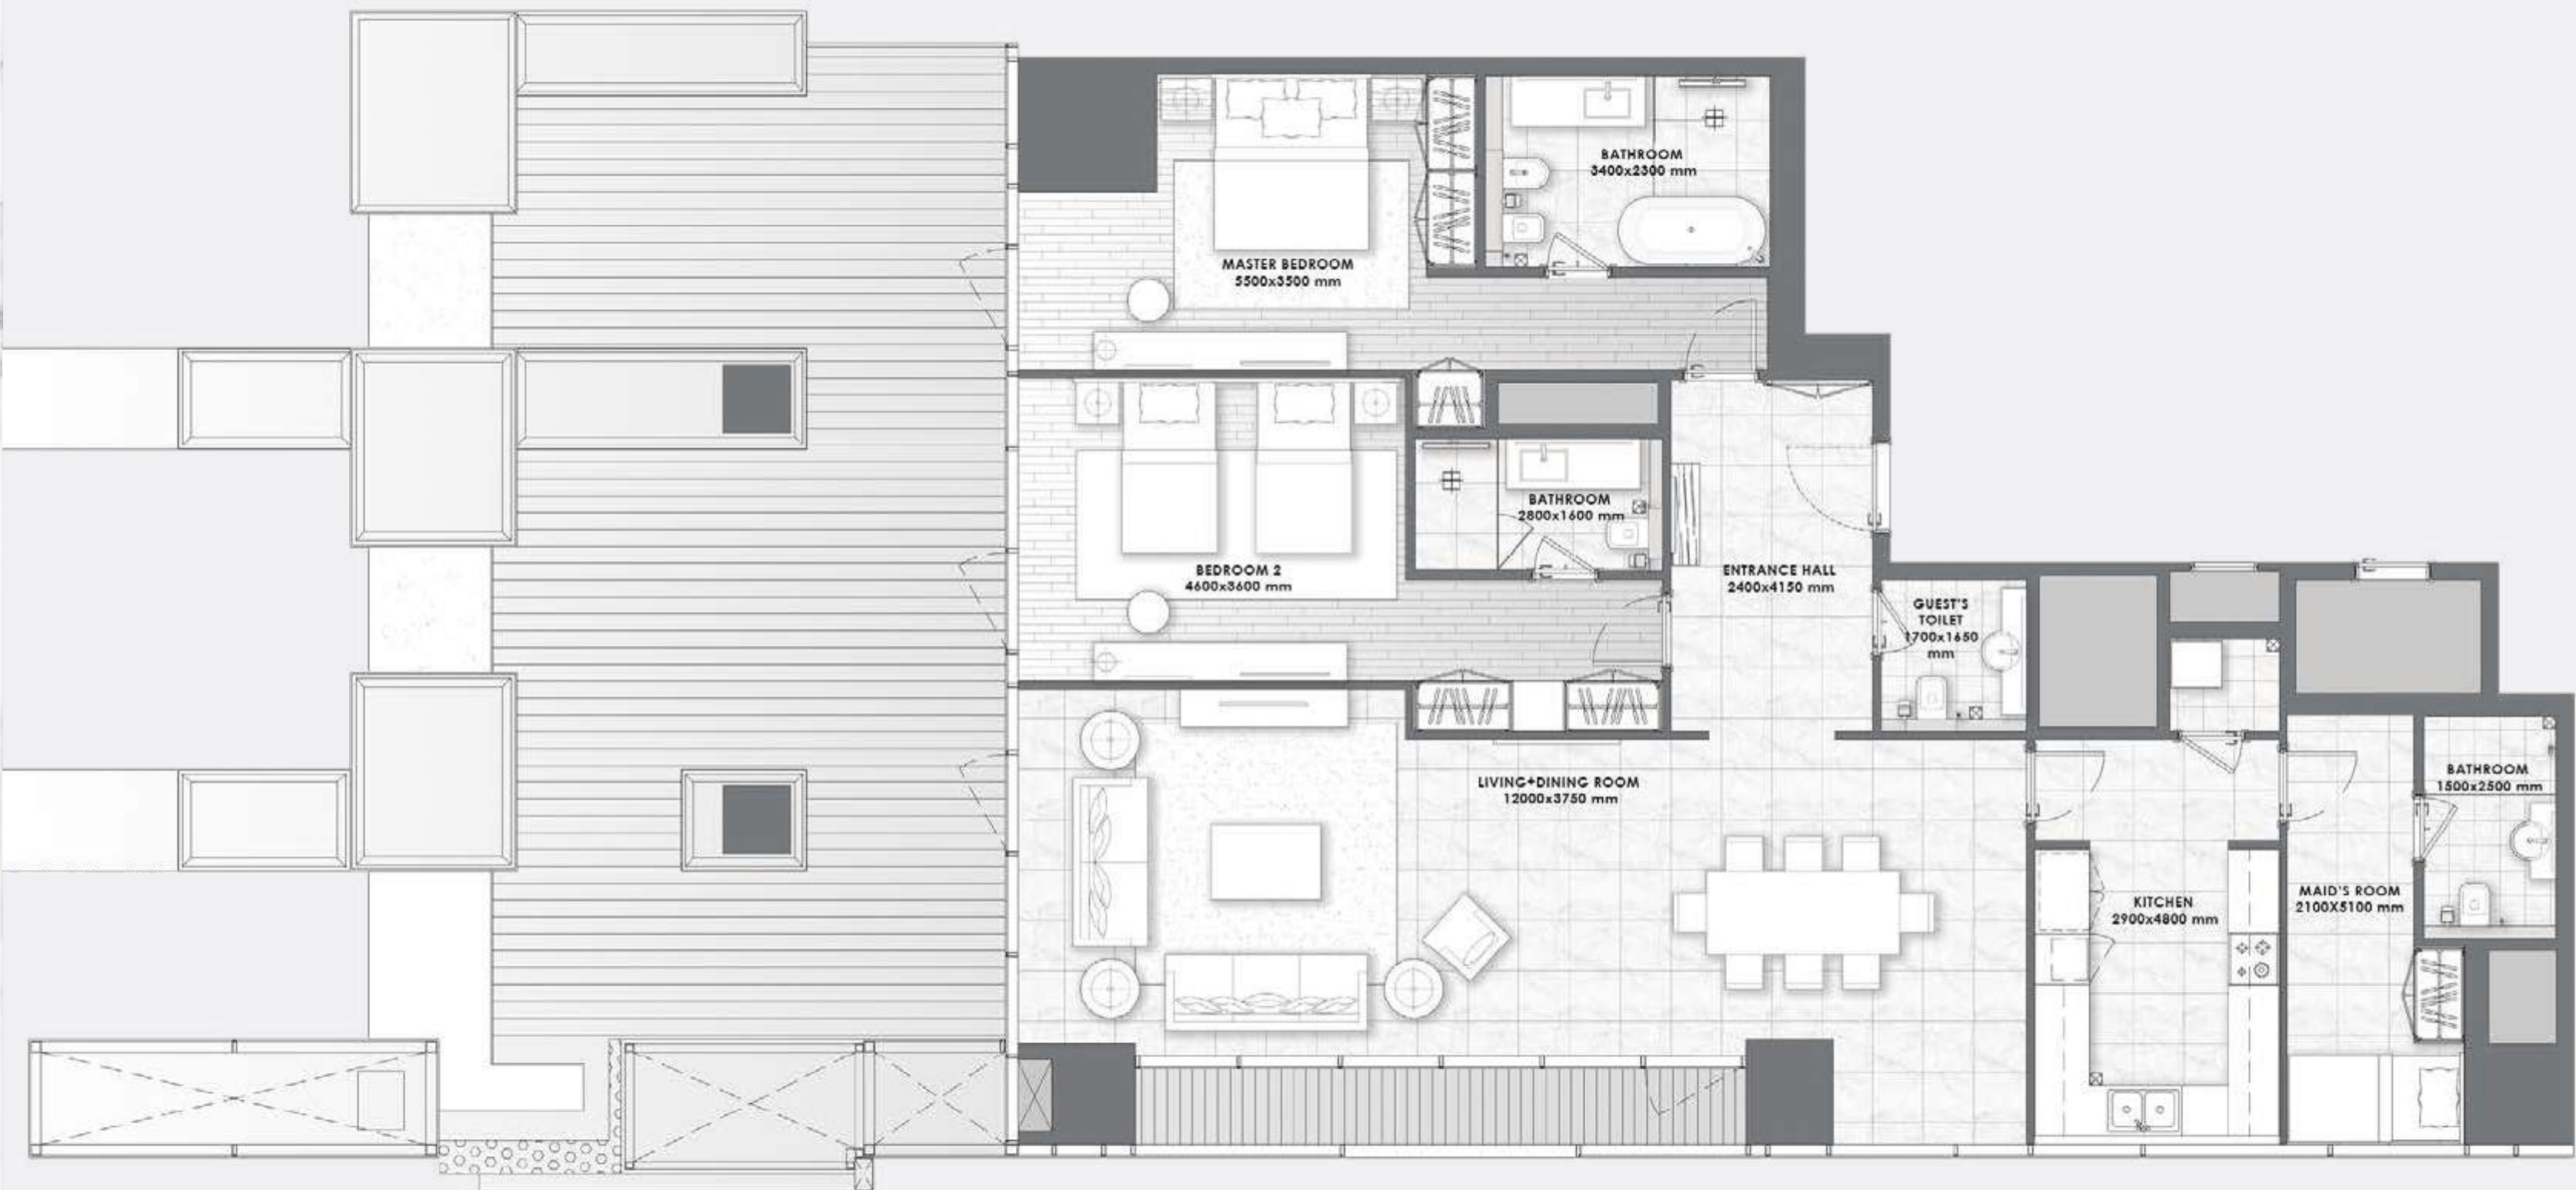 BATHROOM
3400x2300 mm
MASTER BEDROOM
5500x3500 mm
BATHROOM
2800x1600 mm
BEDROOM 2
4600x3600 mm
ENTRANCE HALL
2400x4150 mm
GUEST'S
TOILET
1700x1650
mm
LIVING+DINING ROOM
12000x3750 mm
BATHROOM
1500x2500 mm
KITCHEN
2900x4800 mm
MAID'S ROOM
2100X5100 mm